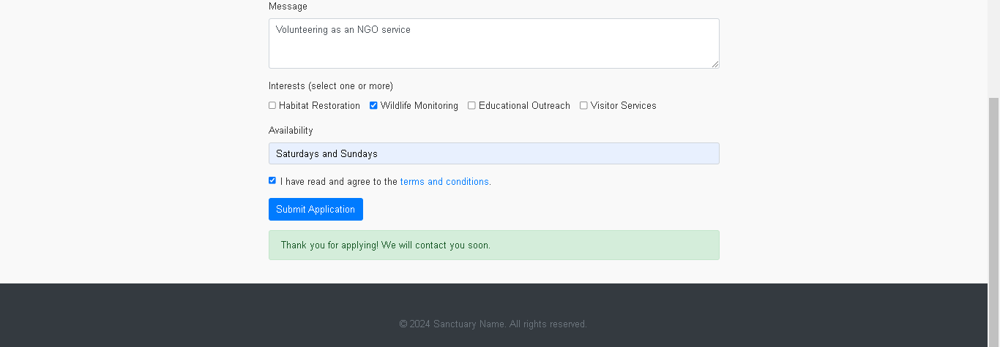 Message
Volunteering as an NGO service
Interests (select one or more)
Habitat Restoration Wildlife Monitoring Educational Outreach Visitor Services
Availability
Saturdays and Sundays
I have read and agree to the terms and conditions.
Submit Application
Thank you for applying! We will contact you soon.
© 2024 Sanctuary Name. All rights reserved.